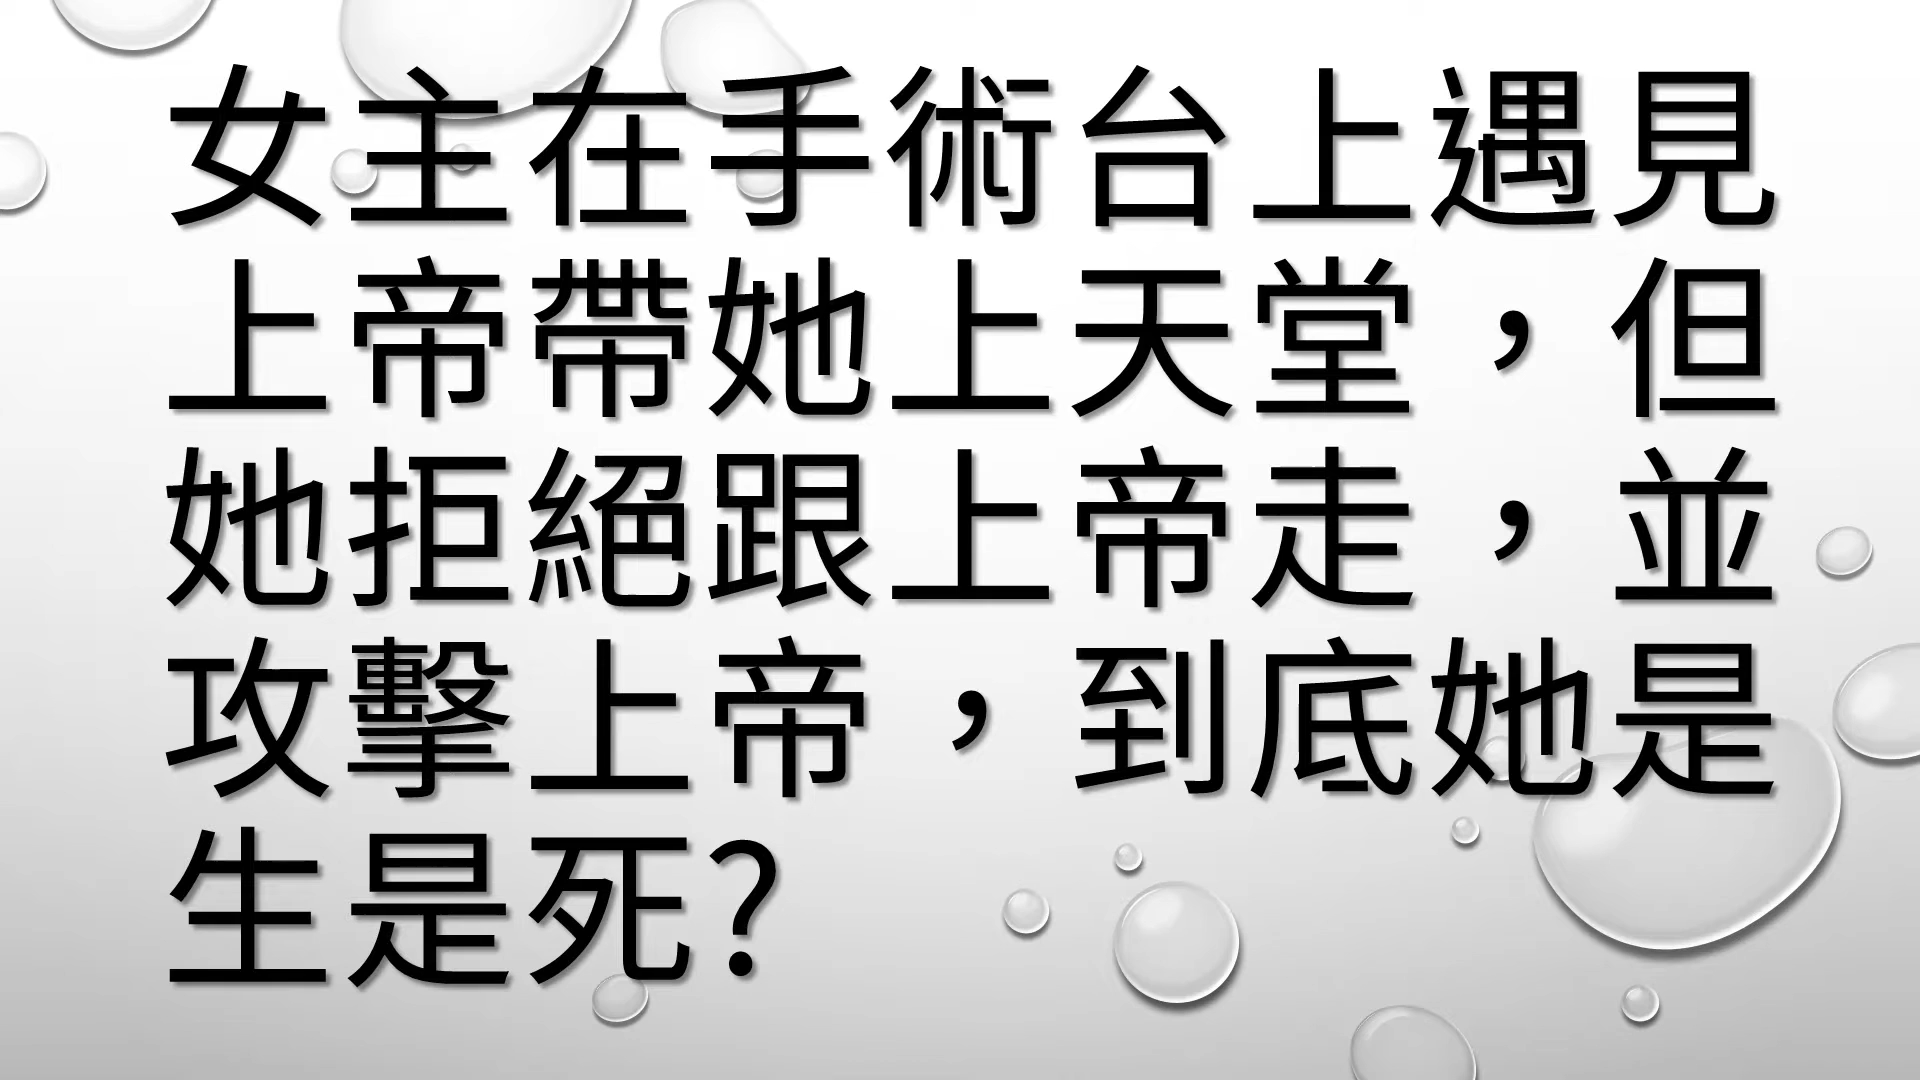 女主在手術台上遇見
上帝帶她上天堂，但
她拒絕跟上帝走，並
攻擊上帝，到底她是
生是死?